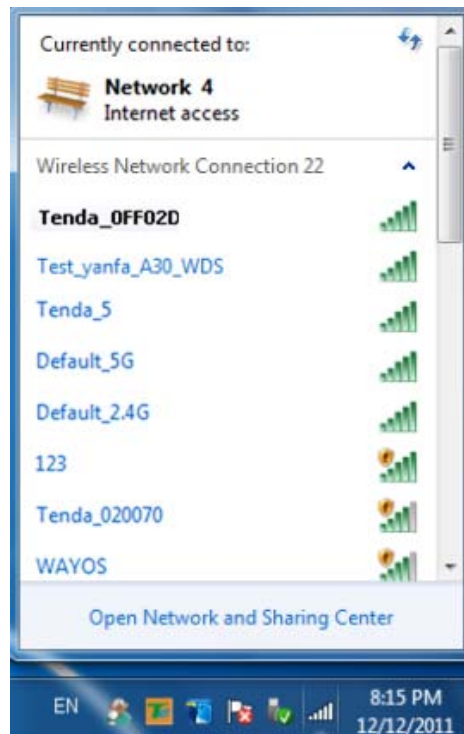 Currently connected to:
Network 4
Internet access
Wireless Network Connection 22
Tenda_0FF02D
Test_yanfa_A30_WDS
Tenda_5
Default_5G
Default_2.4G
123
Tenda_020070
WAYOS
Open Network and Sharing Center
EN
8:15 PM
12/12/2011